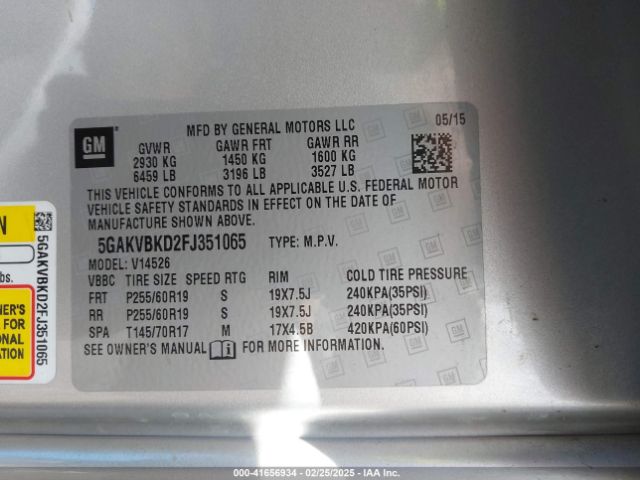 MFD BY GENERAL MOTORS LLC
05/15
GM
GVWR GAWR FRT GAWR RR
2930 KG 1450 KG 1600 KG
6459 LB 3196 LB 3527 LB
THIS VEHICLE CONFORMS TO ALL APPLICABLE U.S. FEDERAL MOTOR
VEHICLE SAFETY STANDARDS IN EFFECT ON THE DATE OF
MANUFACTURE SHOWN ABOVE.
5GAKVBKD2FJ351065 TYPE: M.P.V.
MODEL: V14526
VBBC TIRE SIZE SPEED RTG RIM COLD TIRE PRESSURE
FRT P255/60R19 S 19X7.5J 240KPA(35PSI)
RR P255/60R19 S 19X7.5J 240KPA(35PSI)
SPA T145/70R17 M 17X4.5B 420KPA(60PSI)
SEE OWNER'S MANUAL i FOR MORE INFORMATION.
N
lbs.
5GAKVBKD2FJ351065
R'S
FOR
NAL
ATION
000-41656934 / 02/25/2025 — IAA Inc.